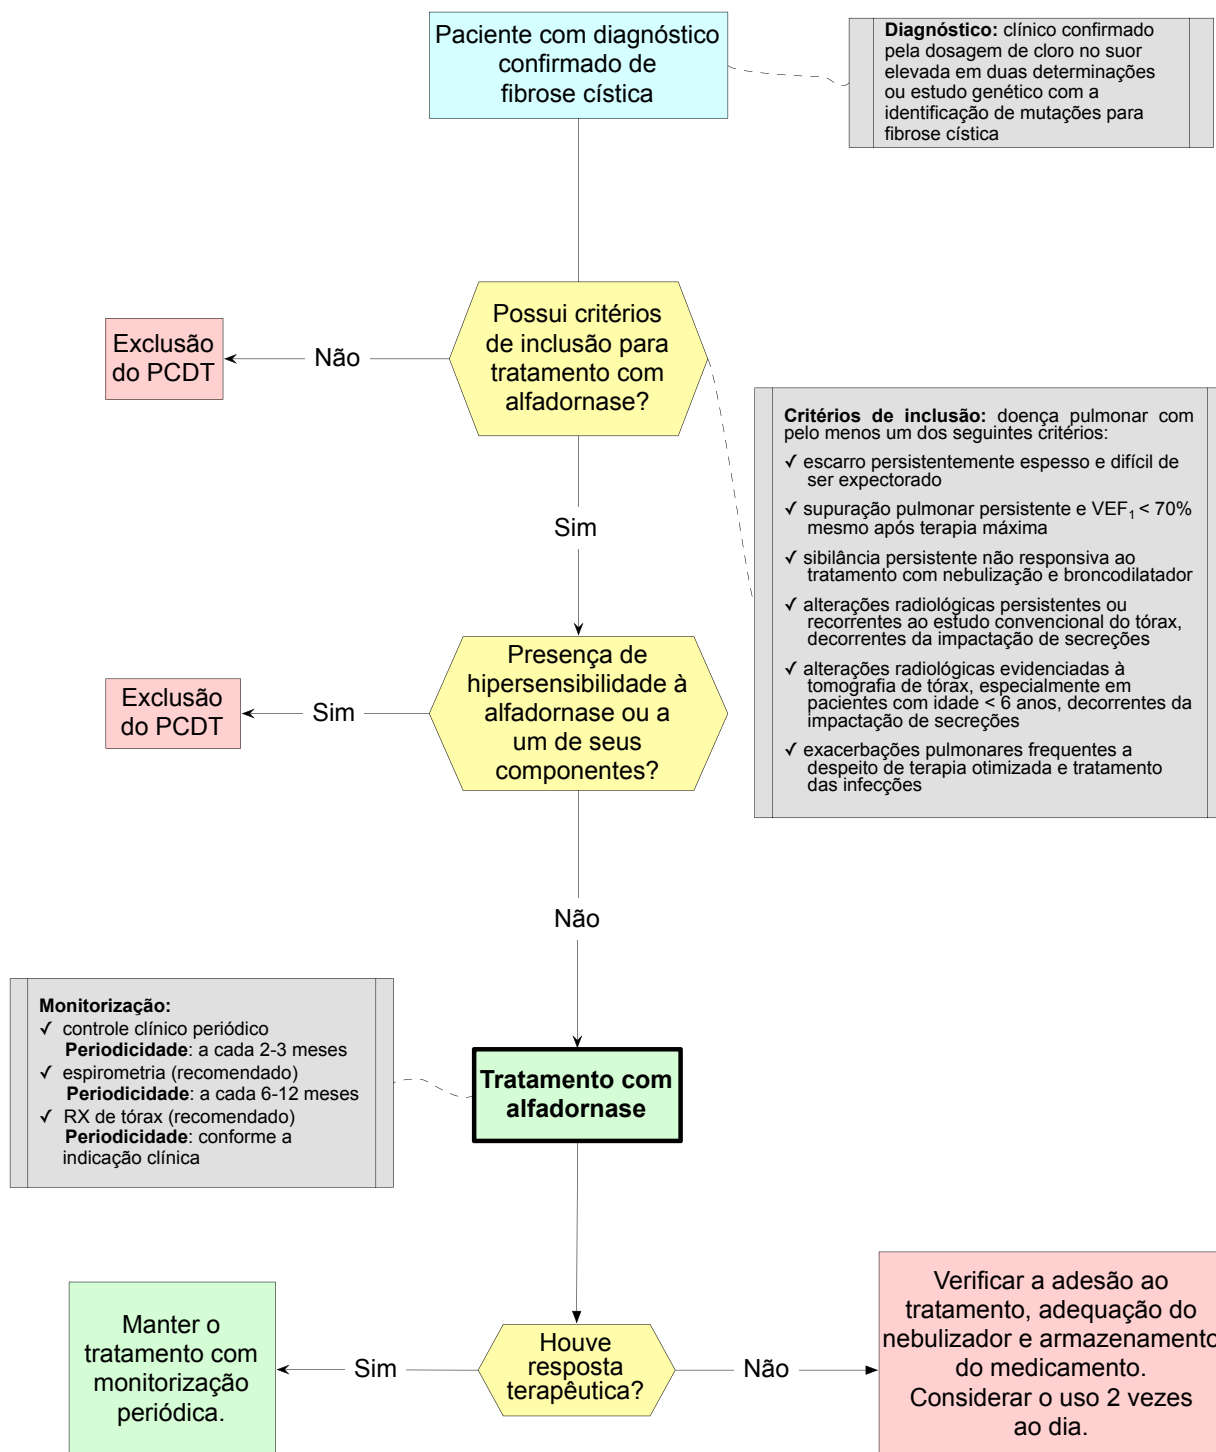 Paciente com diagnóstico
confirmado de
fibrose cística
Diagnóstico: clínico confirmado
pela dosagem de cloro no suor
elevada em duas determinações
ou estudo genético com a
identificação de mutações para
fibrose cística
Possui critérios
de inclusão para
tratamento com
alfadornase?
Não
Exclusão
do PCDT
Critérios de inclusão: doença pulmonar com
pelo menos um dos seguintes critérios:
✓ escarro persistentemente espesso e difícil de
ser expectorado
✓ supuração pulmonar persistente e VEF₁ < 70%
mesmo após terapia máxima
✓ sibilância persistente não responsiva ao
tratamento com nebulização e broncodilatador
✓ alterações radiológicas persistentes ou
recorrentes ao estudo convencional do tórax,
decorrentes da impactação de secreções
✓ alterações radiológicas evidenciadas à
tomografia de tórax, especialmente em
pacientes com idade < 6 anos, decorrentes da
impactação de secreções
✓ exacerbações pulmonares frequentes a
despeito de terapia otimizada e tratamento
das infecções
Sim
Presença de
hipersensibilidade à
alfadornase ou a
um de seus
componentes?
Sim
Exclusão
do PCDT
Não
Monitorização:
✓ controle clínico periódico
Periodicidade: a cada 2-3 meses
✓ espirometria (recomendado)
Periodicidade: a cada 6-12 meses
✓ RX de tórax (recomendado)
Periodicidade: conforme a
indicação clínica
Tratamento com
alfadornase
Houve
resposta
terapêutica?
Sim
Manter o
tratamento com
monitorização
periódica.
Não
Verificar a adesão ao
tratamento, adequação do
nebulizador e armazenamento
do medicamento.
Considerar o uso 2 vezes
ao dia.